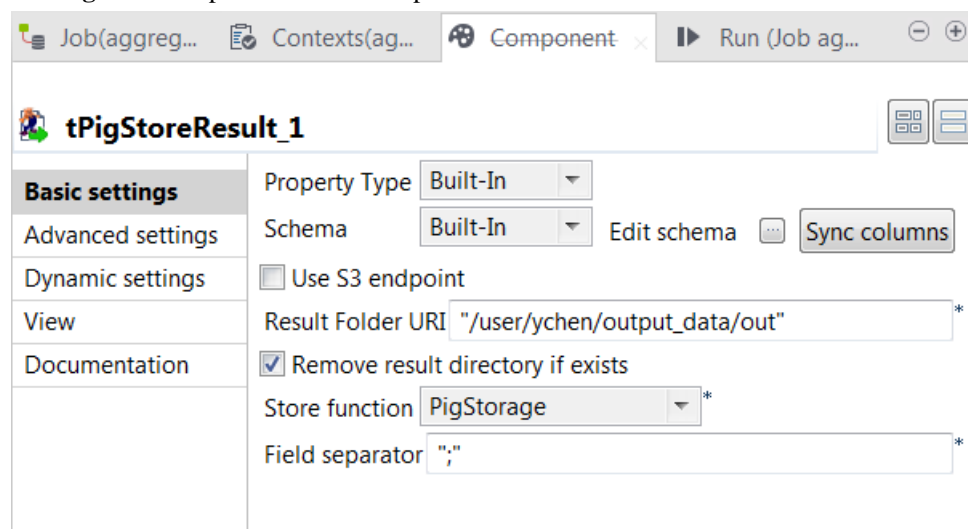 Job(aggreg... Contexts(ag... Component Run (Job ag...
tPigStoreResult_1
Basic settings
Advanced settings
Dynamic settings
View
Documentation
Property Type Built-In
Schema Built-In Edit schema ... Sync columns
Use S3 endpoint
Result Folder URI "/user/ychen/output_data/out" *
Remove result directory if exists
Store function PigStorage *
Field separator ";" *